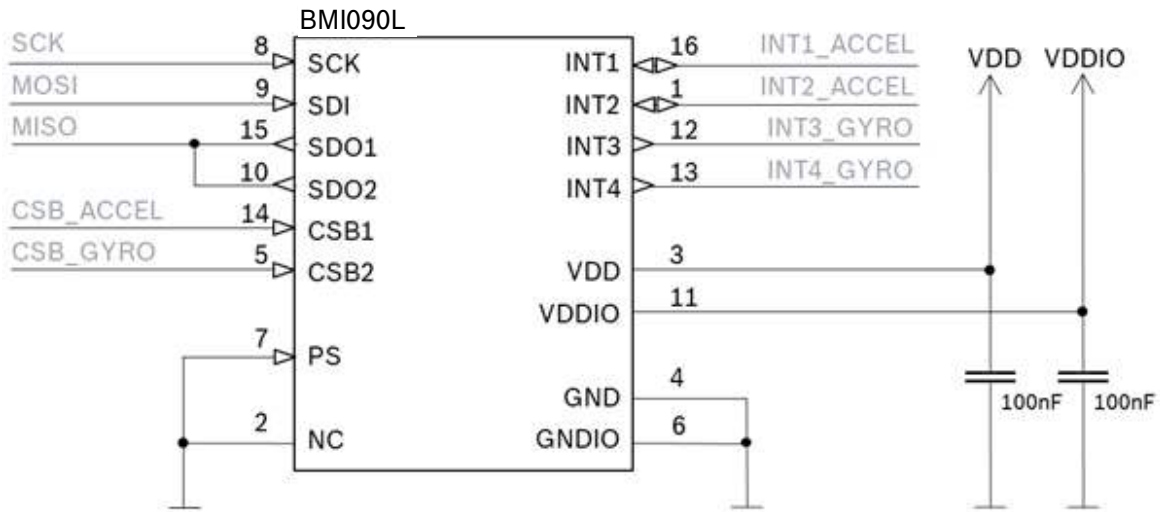 BMI090L
SCK 8 SCK INT1 16 INT1_ACCEL
VDD VDDIO
MOSI 9 SDI INT2 1 INT2_ACCEL
MISO 15 SDO1 INT3 12 INT3_GYRO
10 SDO2 INT4 13 INT4_GYRO
CSB_ACCEL 14 CSB1
CSB_GYRO 5 CSB2 VDD 3
VDDIO 11
7 PS
GND 4
100nF 100nF
2 NC GNDIO 6